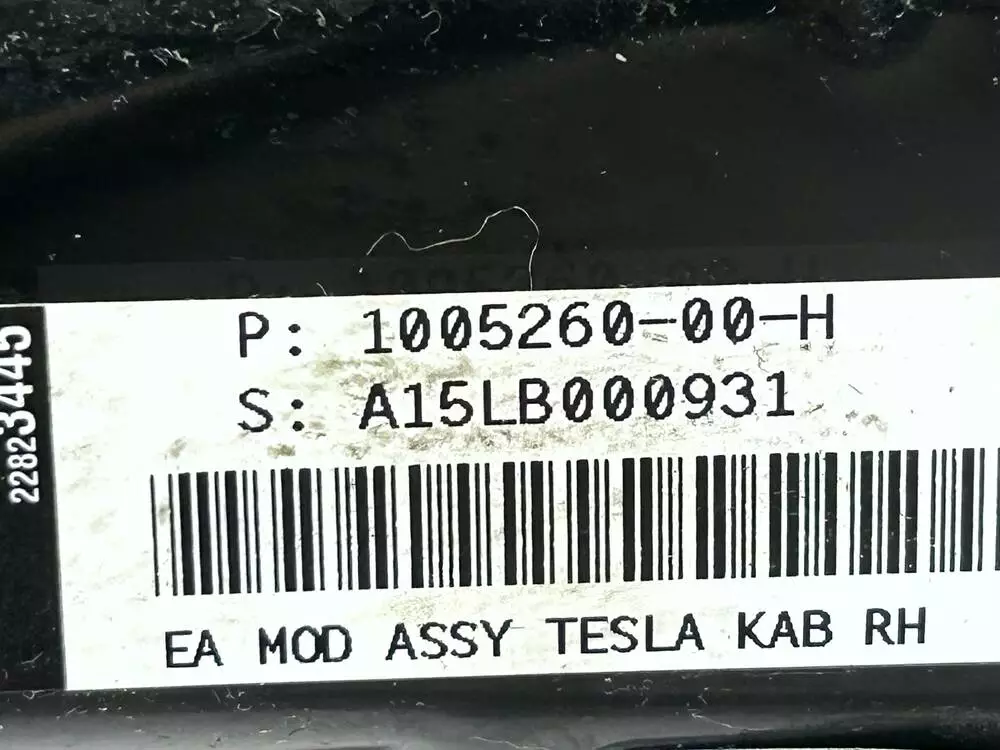 P: 1005260-00-H
S: A15LB000931
EA MOD ASSY TESLA KAB RH
22823445